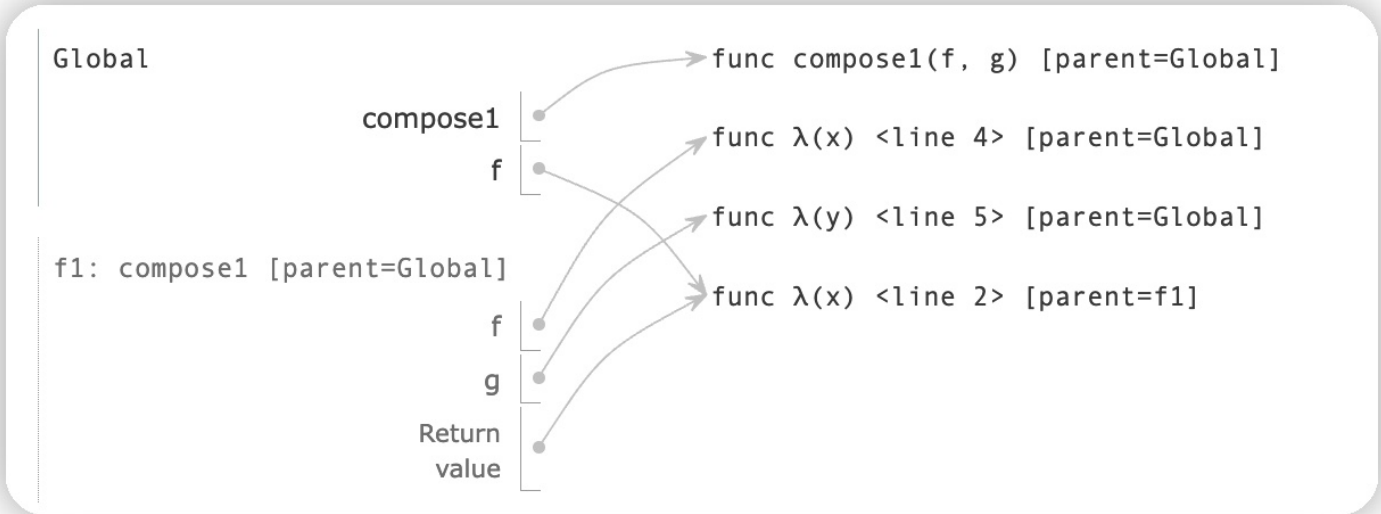 Global
func compose1(f, g) [parent=Global]
compose1
func λ(x) <line 4> [parent=Global]
f
func λ(y) <line 5> [parent=Global]
f1: compose1 [parent=Global]
func λ(x) <line 2> [parent=f1]
f
g
Return
value